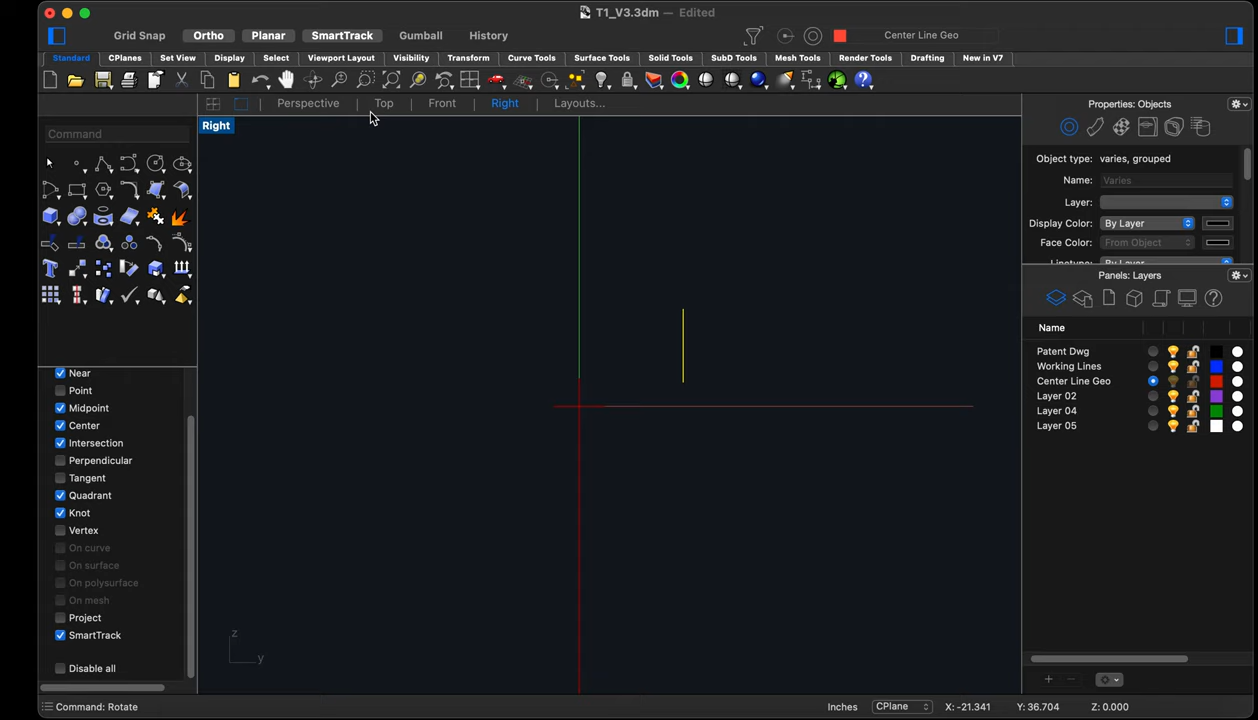 T1_V3.3dm — Edited
Grid Snap Ortho Planar SmartTrack Gumball History Center Line Geo
Standard CPlanes Set View Display Select Viewport Layout Visibility Transform Curve Tools Surface Tools Solid Tools SubD Tools Mesh Tools Render Tools Drafting New in V7
Perspective Top Front Right Layouts... Properties: Objects
Right
Command
Object type: varies, grouped
Name: Varies
Layer:
Display Color: By Layer
Face Color: From Object
Linetype: By Layer
Panels: Layers
Name
Patent Dwg
Working Lines
Center Line Geo
Layer 02
Layer 04
Layer 05
Near
Point
Midpoint
Center
Intersection
Perpendicular
Tangent
Quadrant
Knot
Vertex
On curve
On surface
On polysurface
On mesh
Project
SmartTrack
Disable all
z
y
Command: Rotate Inches CPlane X: -21.341 Y: 36.704 Z: 0.000